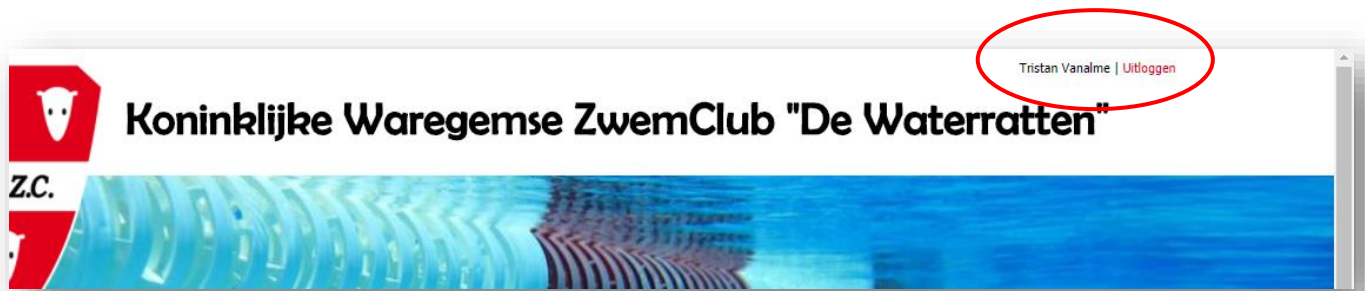 Tristan Vanalme | Uitloggen
Koninklijke Waregemse ZwemClub "De Waterratten"
Z.C.